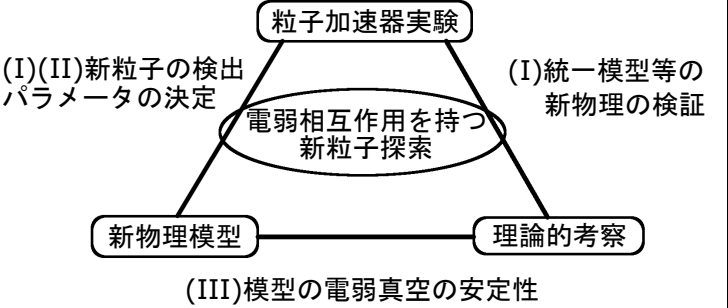 粒子加速器実験
(I)(II)新粒子の検出
パラメータの決定
(I)統一模型等の
新物理の検証
電弱相互作用を持つ
新粒子探索
新物理模型
理論的考察
(III)模型の電弱真空の安定性